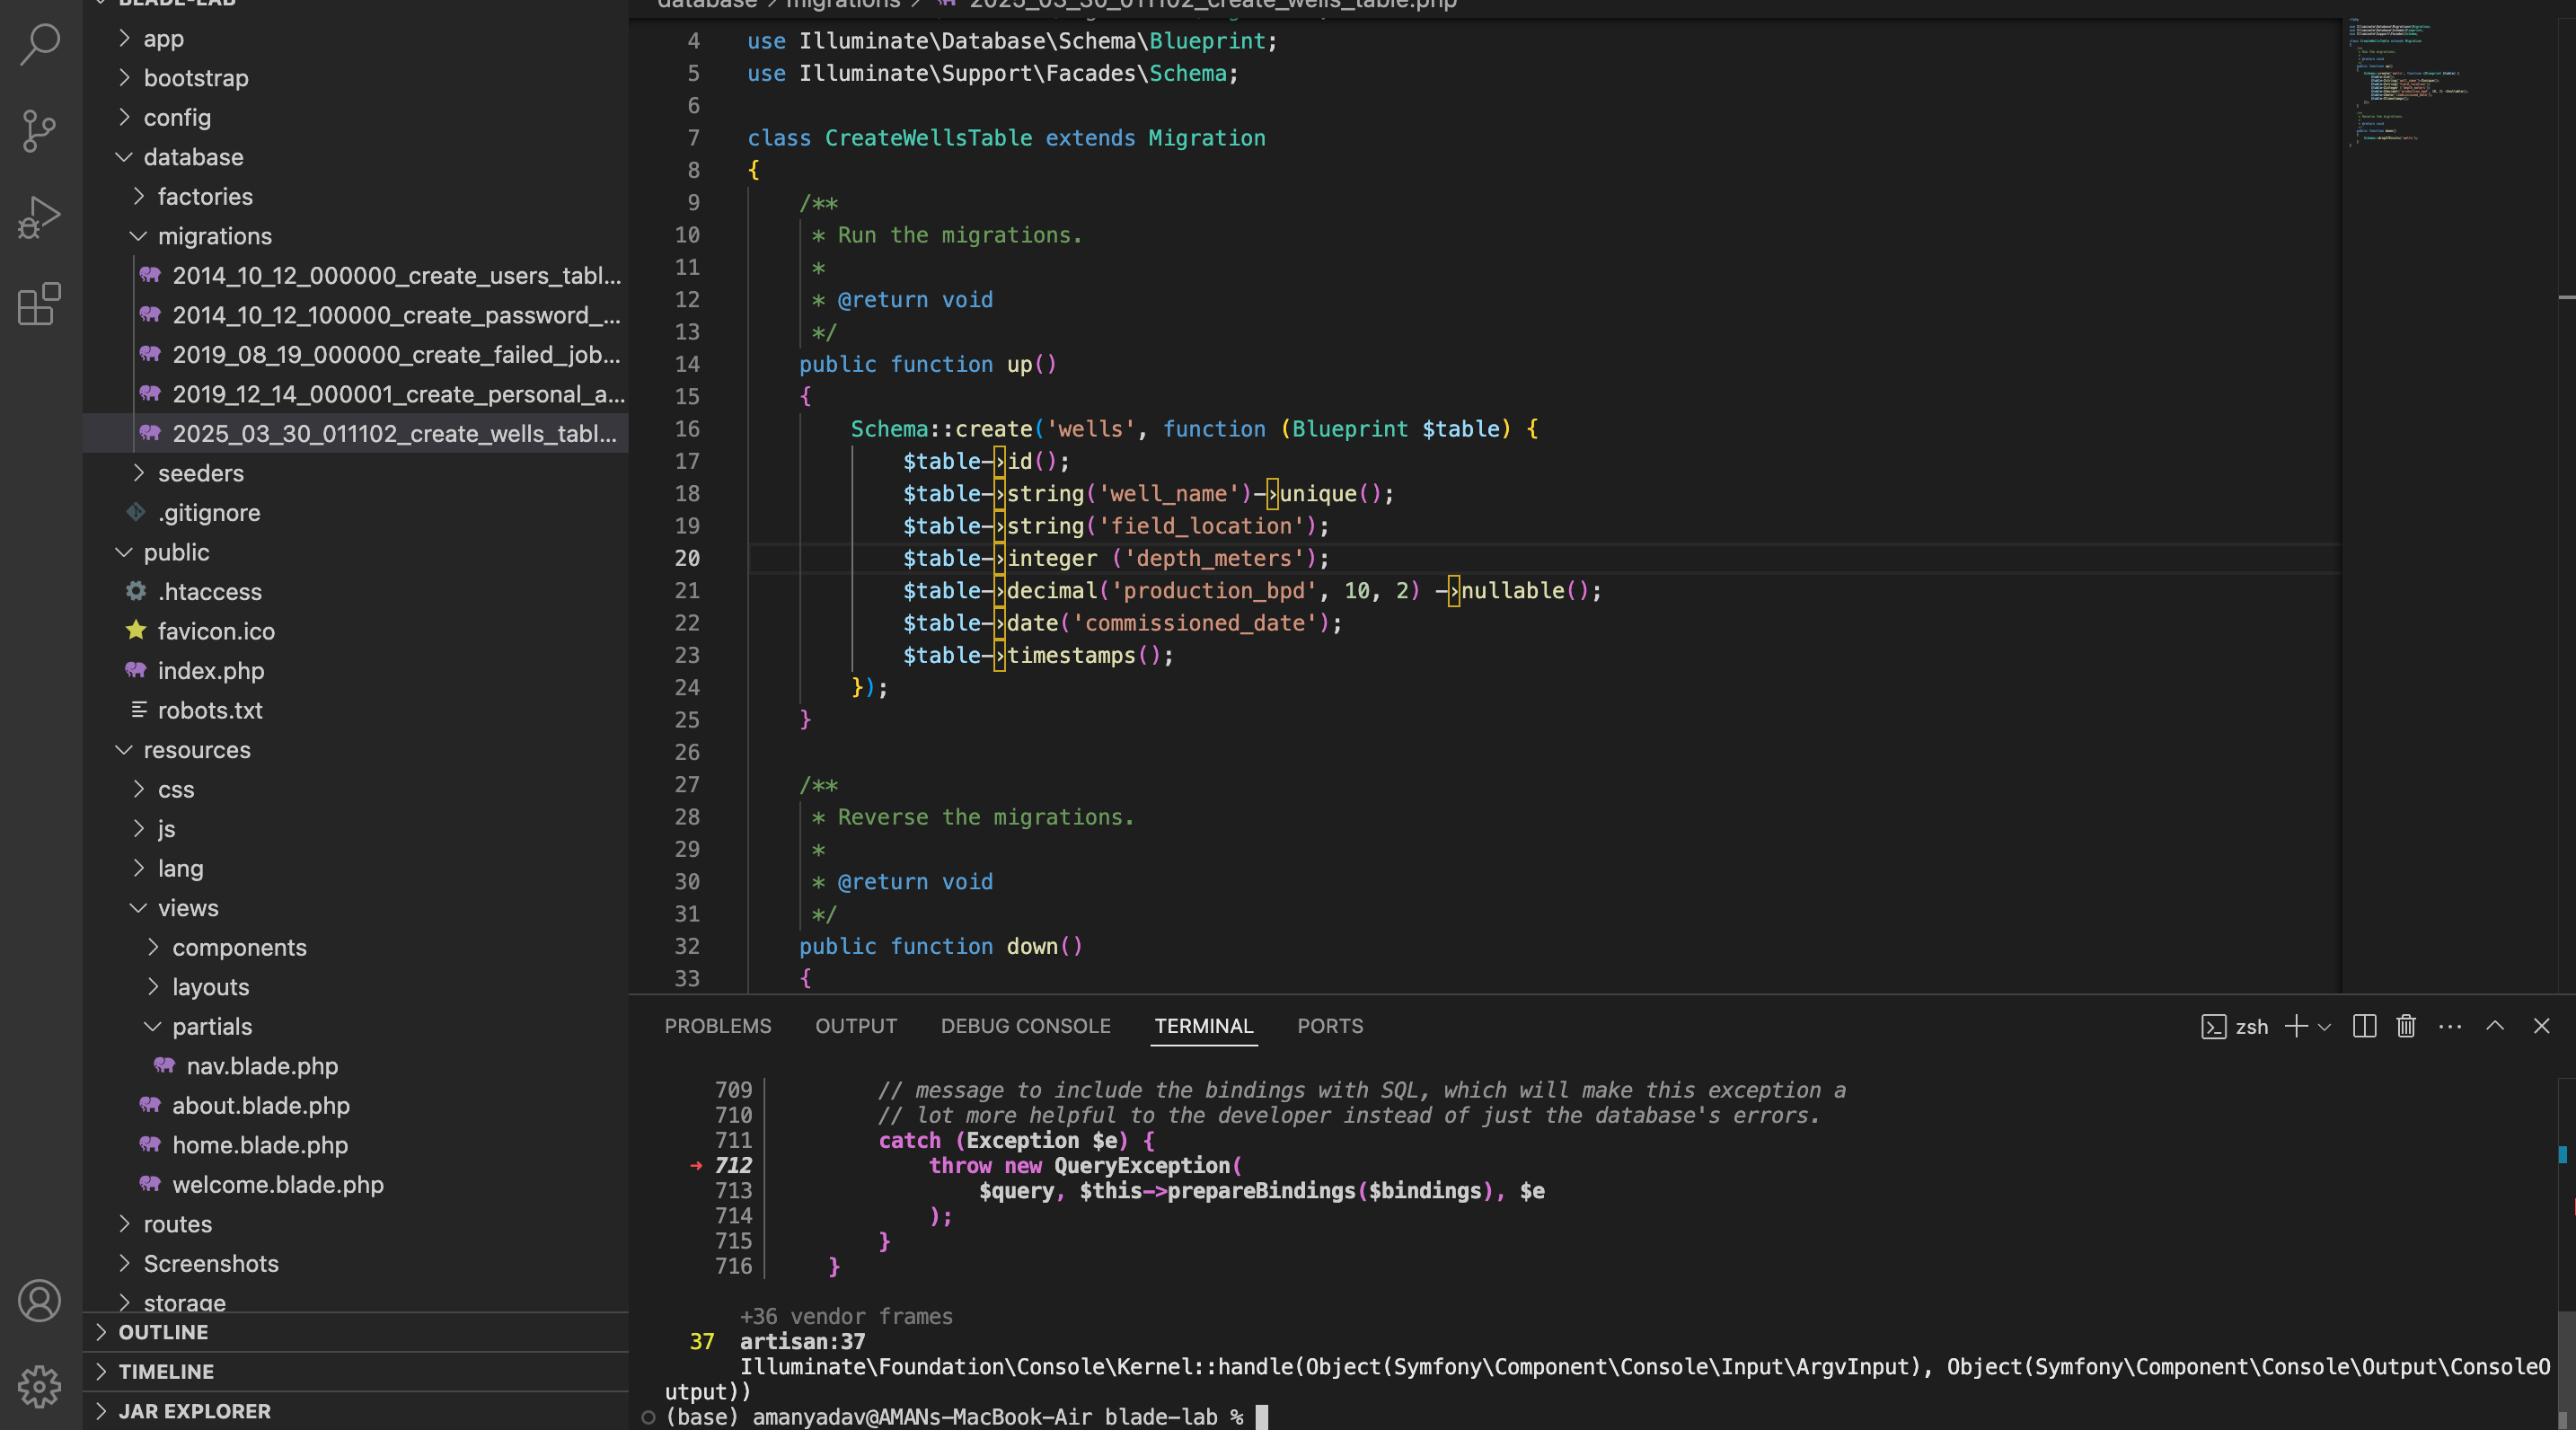 BLADE-LAB
app
bootstrap
config
database
factories
migrations
2014_10_12_000000_create_users_tabl...
2014_10_12_100000_create_password_...
2019_08_19_000000_create_failed_job...
2019_12_14_000001_create_personal_a...
2025_03_30_011102_create_wells_tabl...
seeders
.gitignore
public
.htaccess
favicon.ico
index.php
robots.txt
resources
css
js
lang
views
components
layouts
partials
nav.blade.php
about.blade.php
home.blade.php
welcome.blade.php
routes
Screenshots
storage
OUTLINE
TIMELINE
JAR EXPLORER
database > migrations > 2025_03_30_011102_create_wells_table.php
4 use Illuminate\Database\Schema\Blueprint;
5 use Illuminate\Support\Facades\Schema;
6
7 class CreateWellsTable extends Migration
8 {
9 /**
10 * Run the migrations.
11 *
12 * @return void
13 */
14 public function up()
15 {
16 Schema::create('wells', function (Blueprint $table) {
17 $table—›id();
18 $table—›string('well_name')—›unique();
19 $table—›string('field_location');
20 $table—›integer ('depth_meters');
21 $table—›decimal('production_bpd', 10, 2) —›nullable();
22 $table—›date('commissioned_date');
23 $table—›timestamps();
24 });
25 }
26
27 /**
28 * Reverse the migrations.
29 *
30 * @return void
31 */
32 public function down()
33 {
PROBLEMS OUTPUT DEBUG CONSOLE TERMINAL PORTS zsh
709 // message to include the bindings with SQL, which will make this exception a
710 // lot more helpful to the developer instead of just the database's errors.
711 catch (Exception $e) {
➜ 712 throw new QueryException(
713 $query, $this->prepareBindings($bindings), $e
714 );
715 }
716 }
+36 vendor frames
37 artisan:37
Illuminate\Foundation\Console\Kernel::handle(Object(Symfony\Component\Console\Input\ArgvInput), Object(Symfony\Component\Console\Output\ConsoleO
utput))
(base) amanyadav@AMANs-MacBook-Air blade-lab %